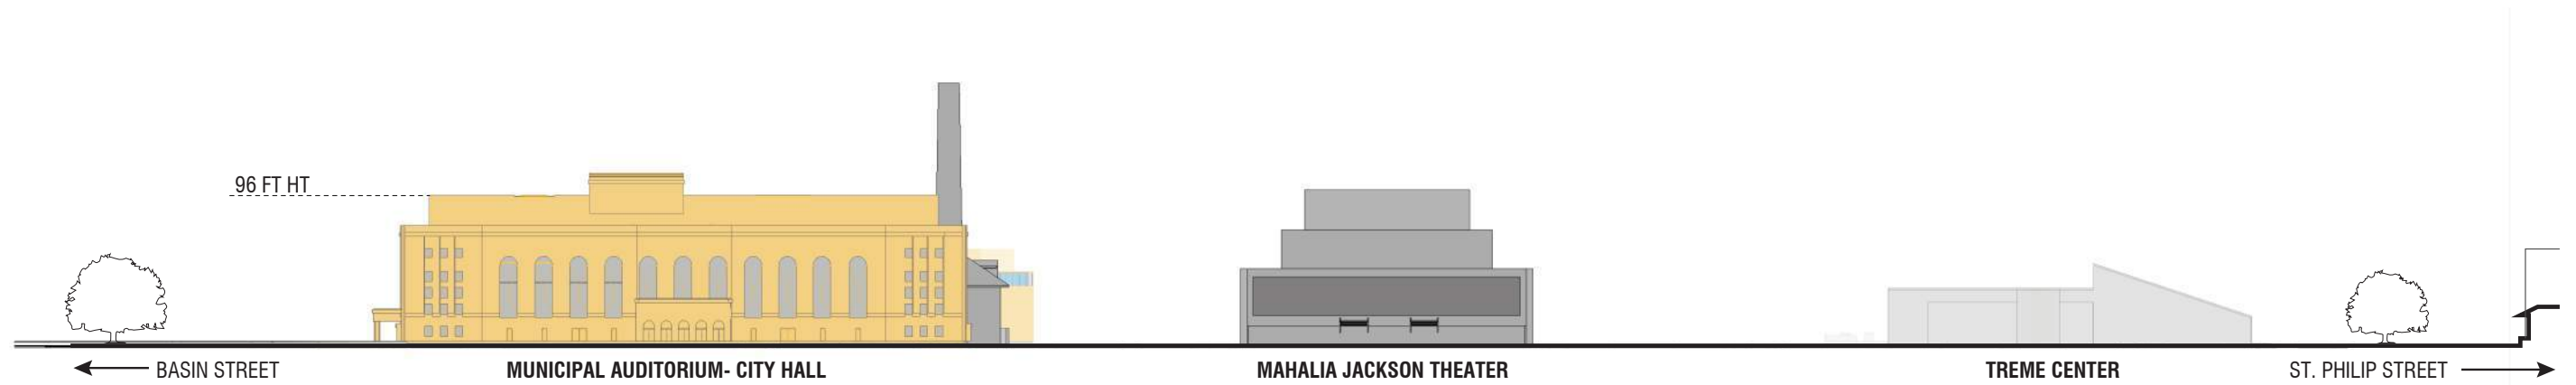 96 FT HT
BASIN STREET
MUNICIPAL AUDITORIUM- CITY HALL
MAHALIA JACKSON THEATER
TREME CENTER
ST. PHILIP STREET